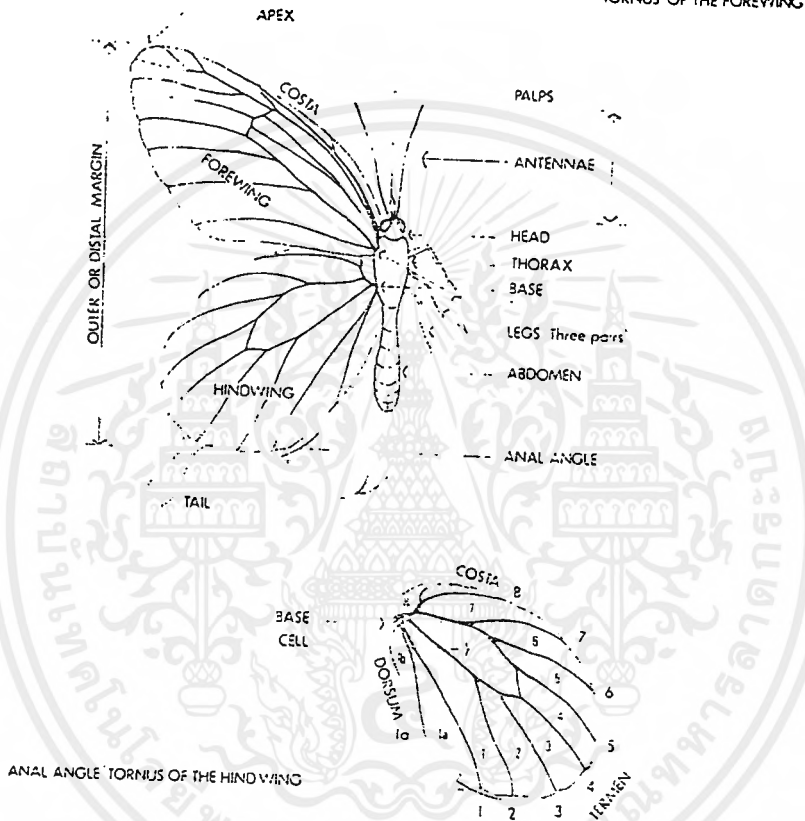 TORNUS OF THE FOREWING
APEX
COSTA
PALPS
ANTENNAE
FOREWING
OUTER OR DISTAL MARGIN
HEAD
THORAX
BASE
LEGS Three pairs
ABDOMEN
HINDWING
ANAL ANGLE
TAIL
COSTA
8
7
7
BASE
CELL
6
6
5
DORSUM
1a
1a
4
5
1
2
3
4
ANAL ANGLE TORNUS OF THE HIND WING
TERMEN
1
2
3